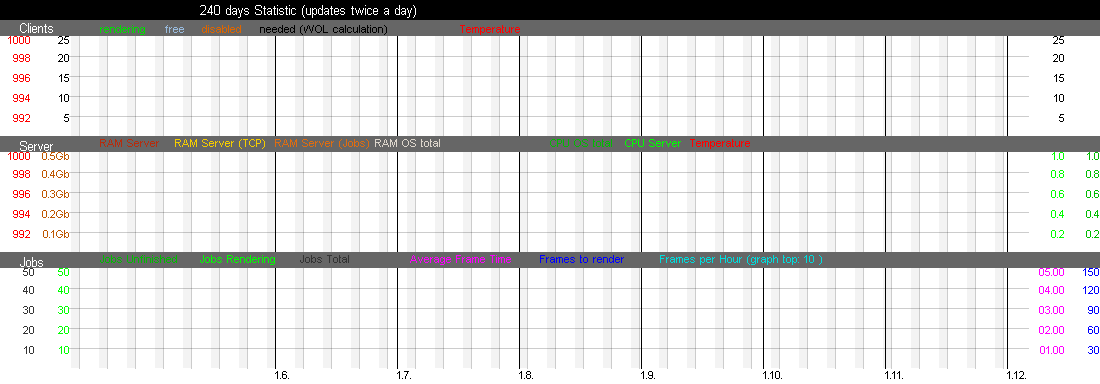 240 days Statistic (updates twice a day)
Clients rendering free disabled needed (WOL calculation) Temperature
1000 25 25
998 20 20
996 15 15
994 10 10
992 5 5
Server RAM Server RAM Server (TCP) RAM Server (Jobs) RAM OS total CPU Server Temperature
1000 0.5Gb 1.0 1.0
998 0.4Gb 0.8 0.8
996 0.3Gb 0.6 0.6
994 0.2Gb 0.4 0.4
992 0.1Gb 0.2 0.2
Jobs Jobs Rendering Jobs Total Average Frame Time Frames to render Frames per Hour (graph top: 10 )
50 50 05:00 150
40 40 04:00 120
30 30 03:00 90
20 20 02:00 60
10 10 01:00 30
1.6. 1.7. 1.8. 1.9. 1.10. 1.11. 1.12.